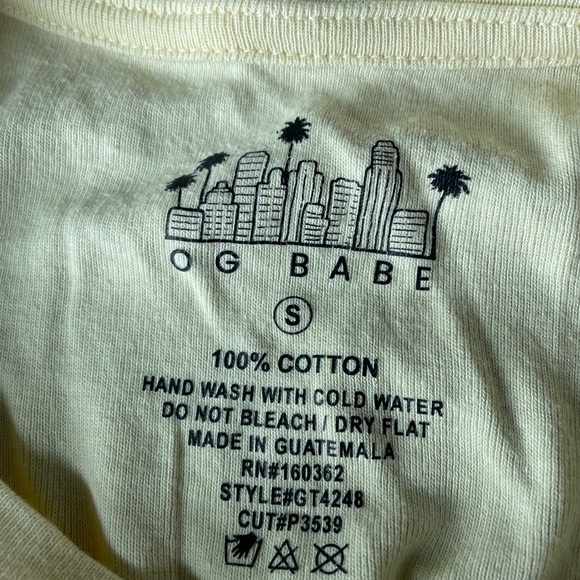 OG BABE
S
100% COTTON
HAND WASH WITH COLD WATER
DO NOT BLEACH / DRY FLAT
MADE IN GUATEMALA
RN#160362
STYLE#GT4248
CUT#P3539